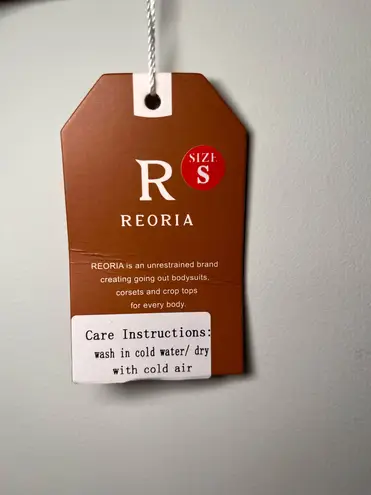 R
SIZE
S
REORIA
REORIA is an unrestrained brand
creating going out bodysuits,
corsets and crop tops
for every body.
Care Instructions:
wash in cold water/ dry
with cold air